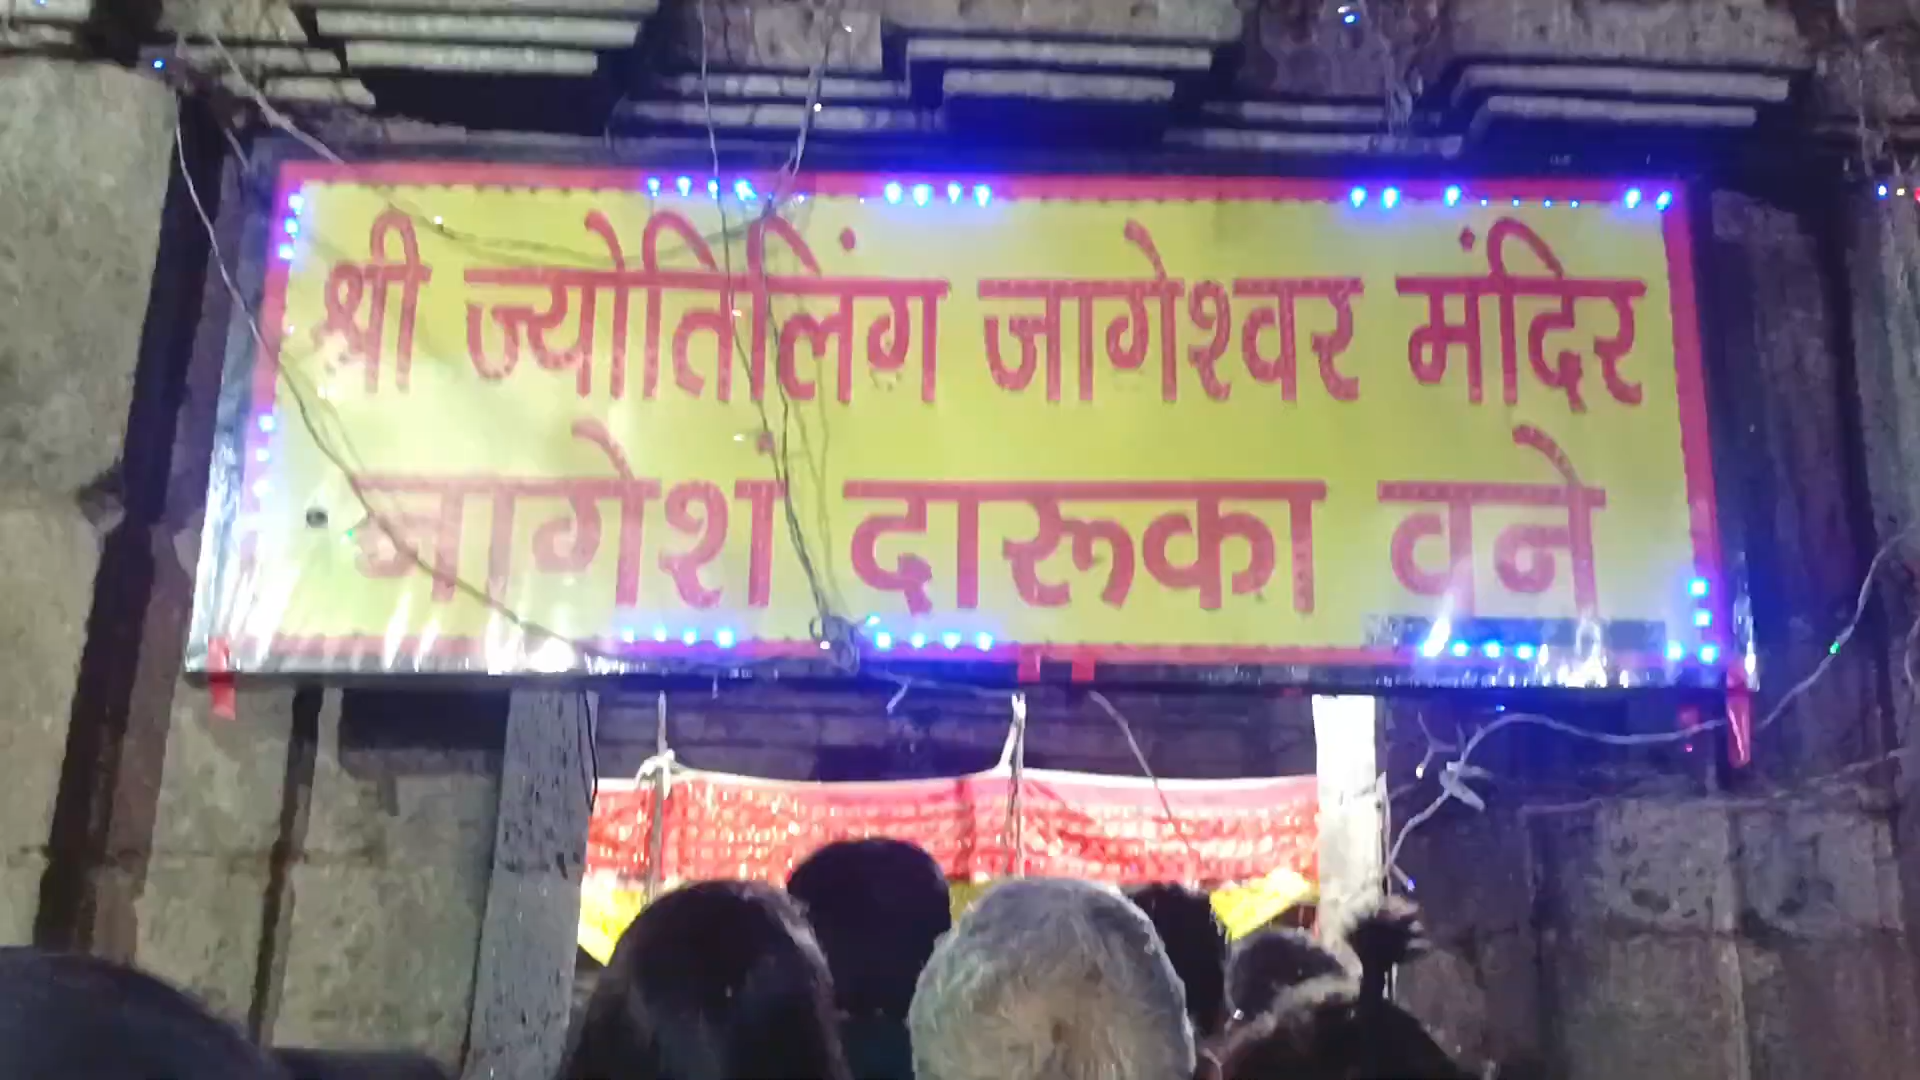 श्री ज्योतिलिंग जागेश्वर मंदिर
जागेशं दारूका वने